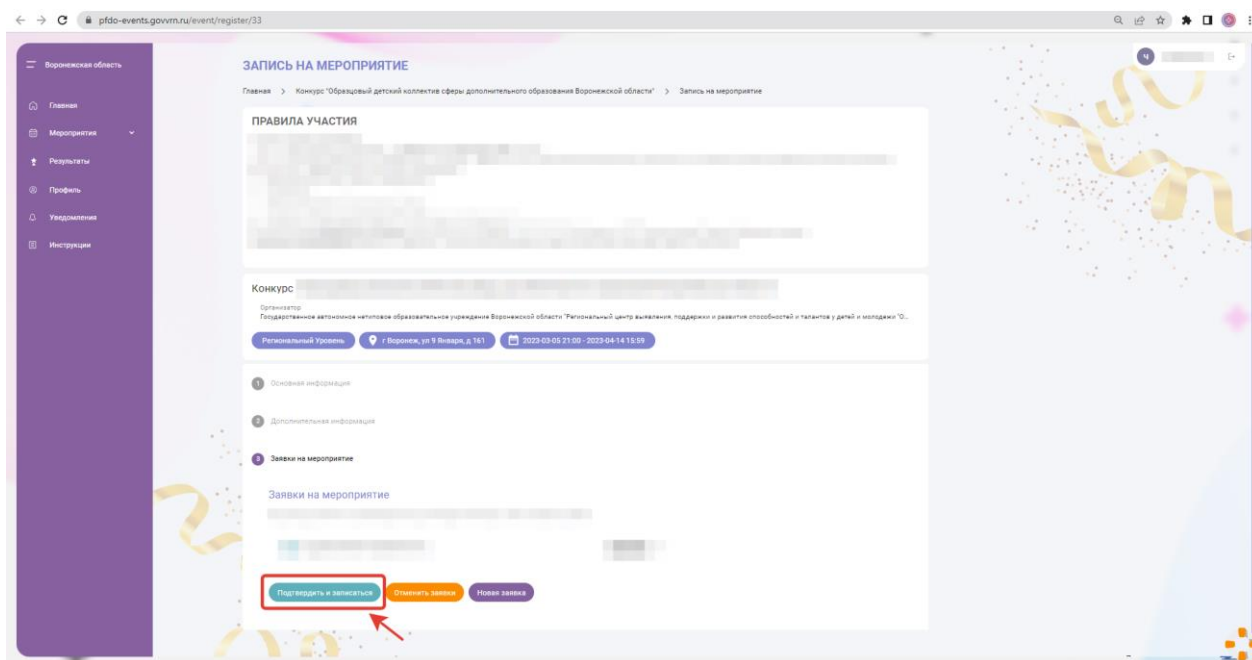 pfdo-events.govvrn.ru/event/register/33
Воронежская область
Ч
Главная
Мероприятия
Результаты
Профиль
Уведомления
Инструкции
ЗАПИСЬ НА МЕРОПРИЯТИЕ
Главная > Конкурс "Образцовый детский коллектив сферы дополнительного образования Воронежской области" > Запись на мероприятие
ПРАВИЛА УЧАСТИЯ
Конкурс
Организатор
Государственное автономное нетиповое образовательное учреждение Воронежской области "Региональный центр выявления, поддержки и развития способностей и талантов у детей и молодежи "О...
Региональный Уровень г Воронеж, ул 9 Января, д 161 2023-03-05 21:00 - 2023-04-14 15:59
1 Основная информация
2 Дополнительная информация
3 Заявки на мероприятие
Заявки на мероприятие
Подтвердить и записаться Отменить заявки Новая заявка